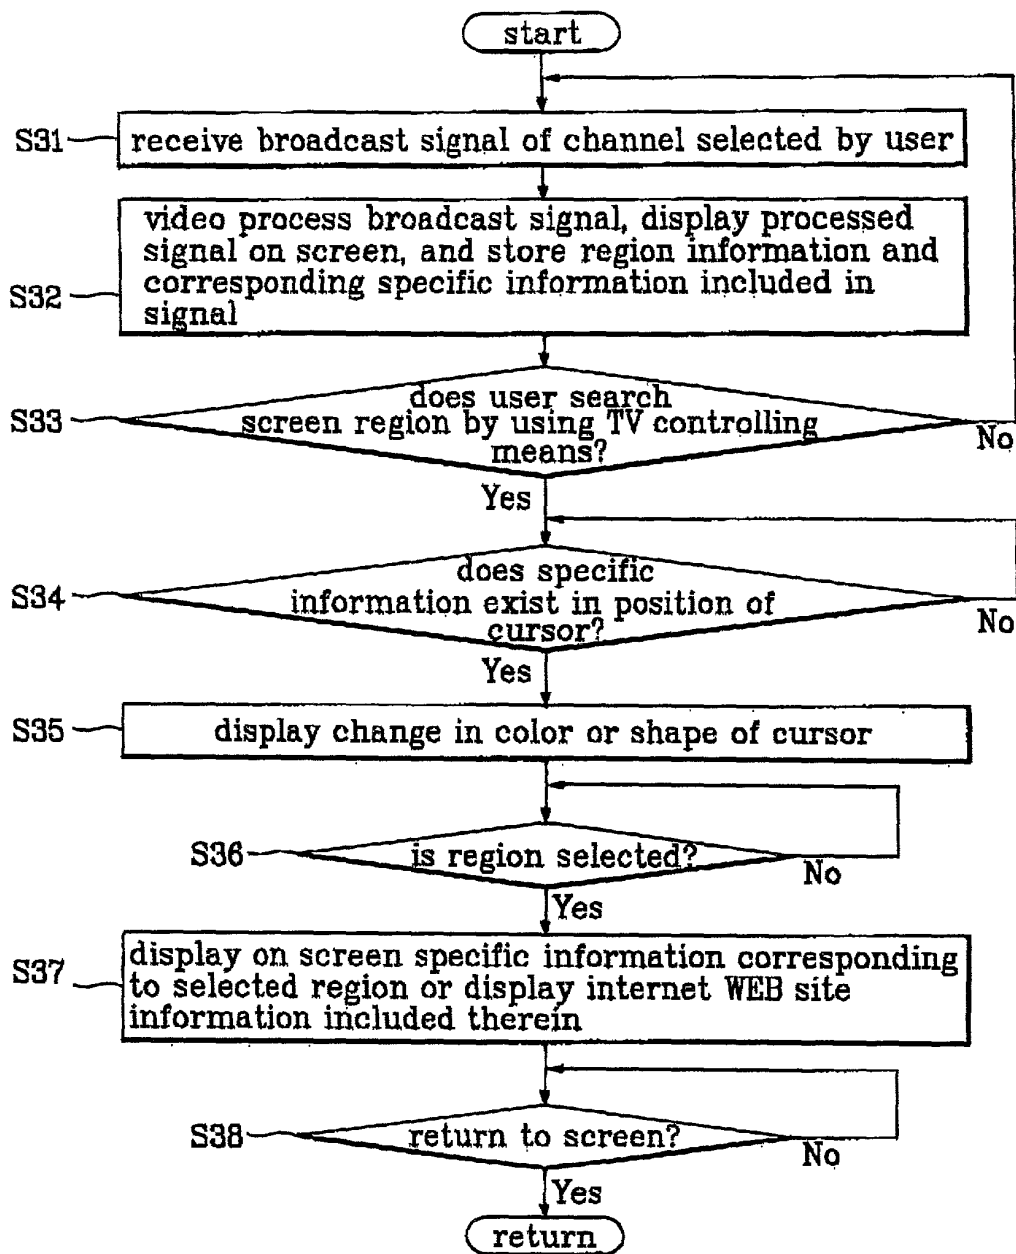 start
S31
receive broadcast signal of channel selected by user
video process broadcast signal, display processed
signal on screen, and store region information and
S32
corresponding specific information included in
signal
does user search
S33
screen region by using TV controlling
means?
No
Yes
does specific
S34
information exist in position of
cursor?
No
Yes
S35
display change in color or shape of cursor
S36
is region selected?
No
Yes
display on screen specific information corresponding
S37
to selected region or display internet WEB site
information included therein
S38
return to screen?
No
Yes
return